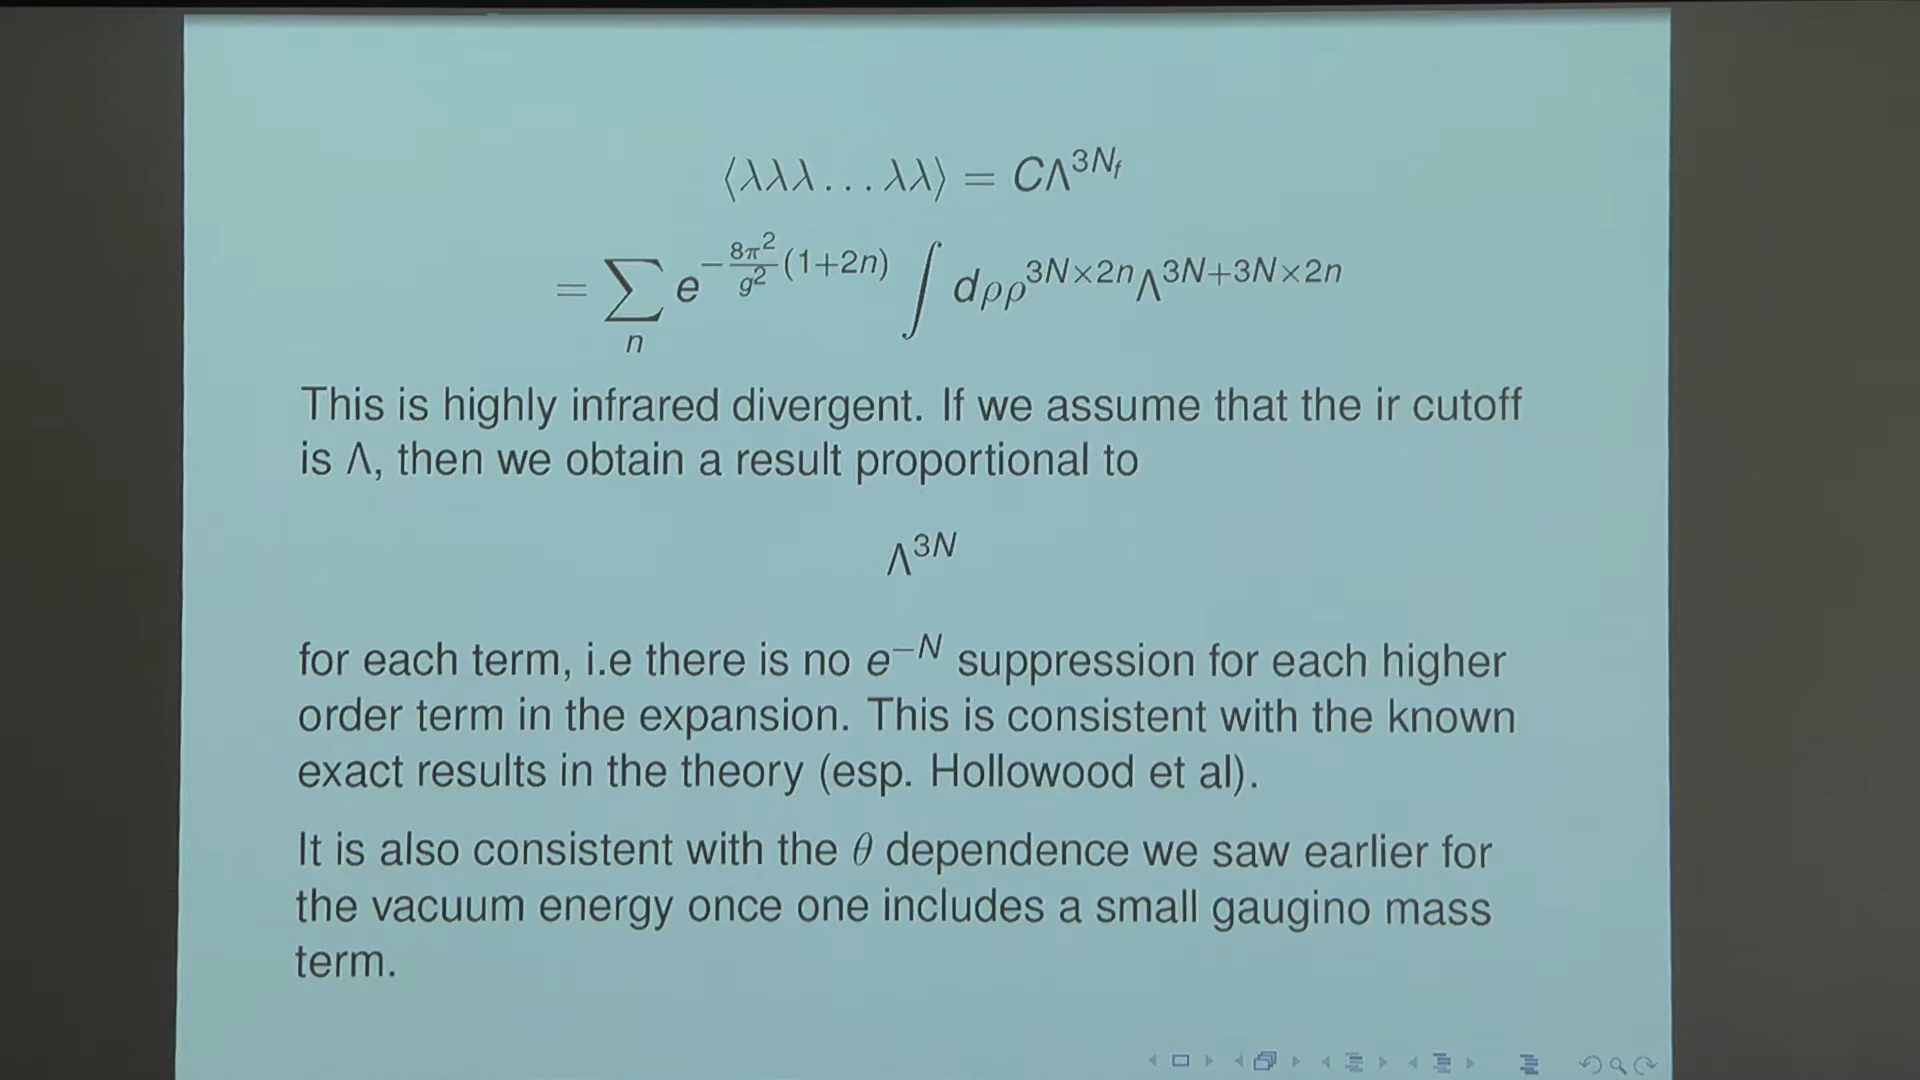 ⟨λλλ...λλ⟩ = CΛ^{3N_f}
= ∑_n e^{-\frac{8π^2}{g^2}(1+2n)} ∫ dρρ^{3N×2n}Λ^{3N+3N×2n}
This is highly infrared divergent. If we assume that the ir cutoff
is Λ, then we obtain a result proportional to
Λ^{3N}
for each term, i.e there is no e^{-N} suppression for each higher
order term in the expansion. This is consistent with the known
exact results in the theory (esp. Hollowood et al).
It is also consistent with the θ dependence we saw earlier for
the vacuum energy once one includes a small gaugino mass
term.